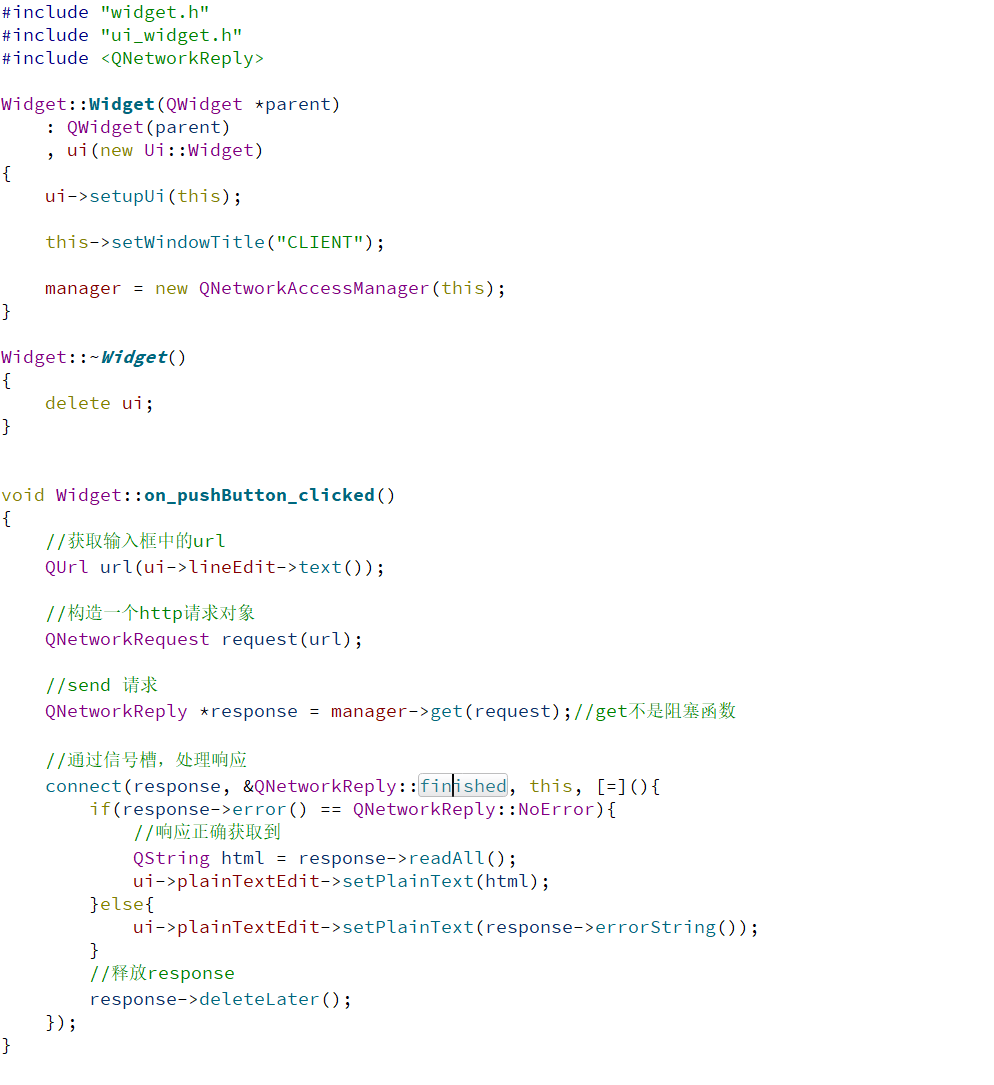 #include "widget.h"
#include "ui_widget.h"
#include <QNetworkReply>
Widget::Widget(QWidget *parent)
    : QWidget(parent)
    , ui(new Ui::Widget)
{
    ui->setupUi(this);
    this->setWindowTitle("CLIENT");
    manager = new QNetworkAccessManager(this);
}
Widget::~Widget()
{
    delete ui;
}
void Widget::on_pushButton_clicked()
{
    //获取输入框中的url
    QUrl url(ui->lineEdit->text());
    //构造一个http请求对象
    QNetworkRequest request(url);
    //send 请求
    QNetworkReply *response = manager->get(request);//get不是阻塞函数
    //通过信号槽，处理响应
    connect(response, &QNetworkReply::finished, this, [=](){
        if(response->error() == QNetworkReply::NoError){
            //响应正确获取到
            QString html = response->readAll();
            ui->plainTextEdit->setPlainText(html);
        }else{
            ui->plainTextEdit->setPlainText(response->errorString());
        }
        //释放response
        response->deleteLater();
    });
}